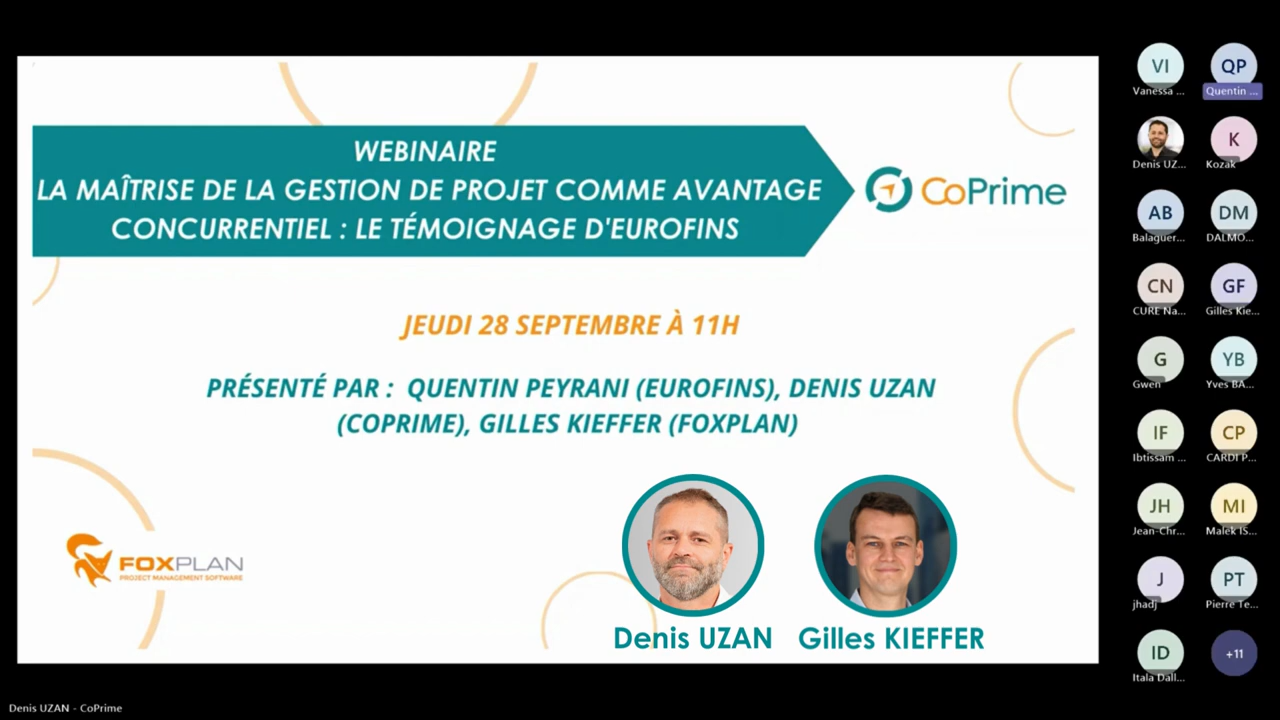 WEBINAIRE
LA MAÎTRISE DE LA GESTION DE PROJET COMME AVANTAGE
CONCURRENTIEL : LE TÉMOIGNAGE D'EUROFINS
CoPrime
JEUDI 28 SEPTEMBRE À 11H
PRÉSENTÉ PAR : QUENTIN PEYRANI (EUROFINS), DENIS UZAN
(COPRIME), GILLES KIEFFER (FOXPLAN)
FOXPLAN
PROJECT MANAGEMENT SOFTWARE
Denis UZAN
Gilles KIEFFER
VI
Vanessa ...
QP
Quentin ...
Denis UZ...
K
Kozak
AB
Balaguer...
DM
DALMO...
CN
CURE Na...
GF
Gilles Kie...
G
Gwen
YB
Yves BA...
IF
Ibtissam ...
CP
CARDI P...
JH
Jean-Chr...
MI
Malek IS...
J
jhadj
PT
Pierre Te...
ID
Itala Dall...
+11
Denis UZAN - CoPrime